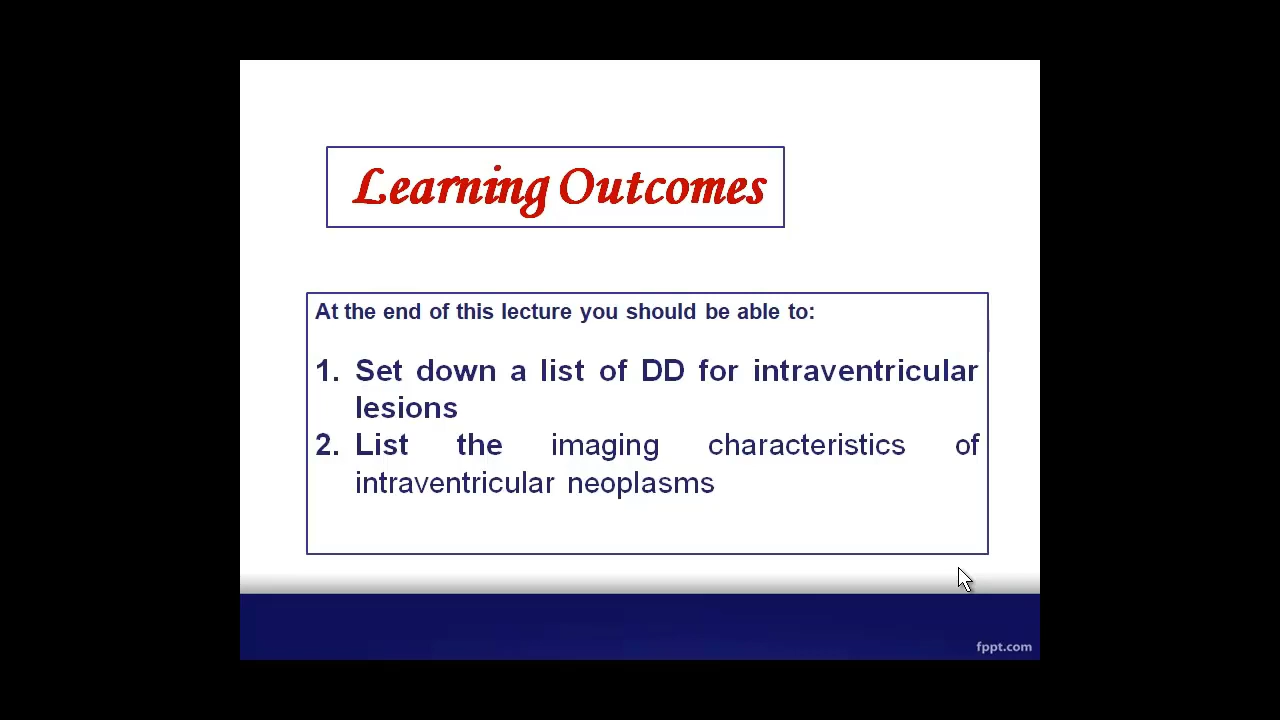 Learning Outcomes
At the end of this lecture you should be able to:
1. Set down a list of DD for intraventricular
lesions
2. List the imaging characteristics of
intraventricular neoplasms
fppt.com